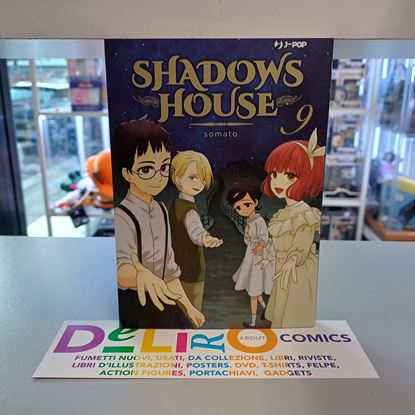 J-POP
SHADOWS
HOUSE
9
somato
DELIRO ABOUT COMICS
FUMETTI NUOVI, USATI, DA COLLEZIONE, LIBRI, RIVISTE,
LIBRI D'ILLUSTRAZIONI, POSTERS, DVD, T-SHIRTS, FELPE,
ACTION FIGURES, PORTACHIAVI, GADGETS